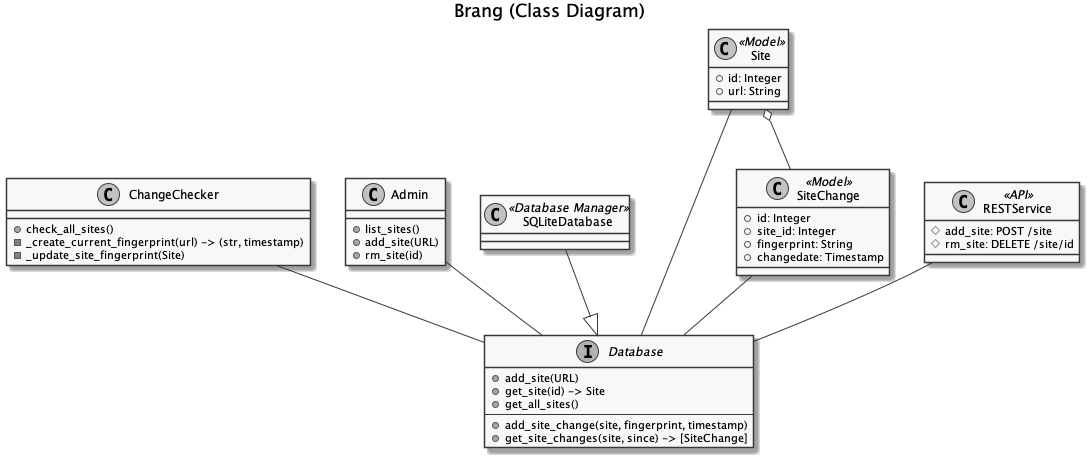 Brang (Class Diagram)
C
«Model»
Site
id: Integer
url: String
C ChangeChecker
check_all_sites()
_create_current_fingerprint(url) -> (str, timestamp)
_update_site_fingerprint(Site)
C Admin
list_sites()
add_site(URL)
rm_site(id)
C
«Database Manager»
SQLiteDatabase
C
«Model»
SiteChange
id: Integer
site_id: Integer
fingerprint: String
changedate: Timestamp
C
«API»
RESTService
add_site: POST /site
rm_site: DELETE /site/id
I Database
add_site(URL)
get_site(id) -> Site
get_all_sites()
add_site_change(site, fingerprint, timestamp)
get_site_changes(site, since) -> [SiteChange]